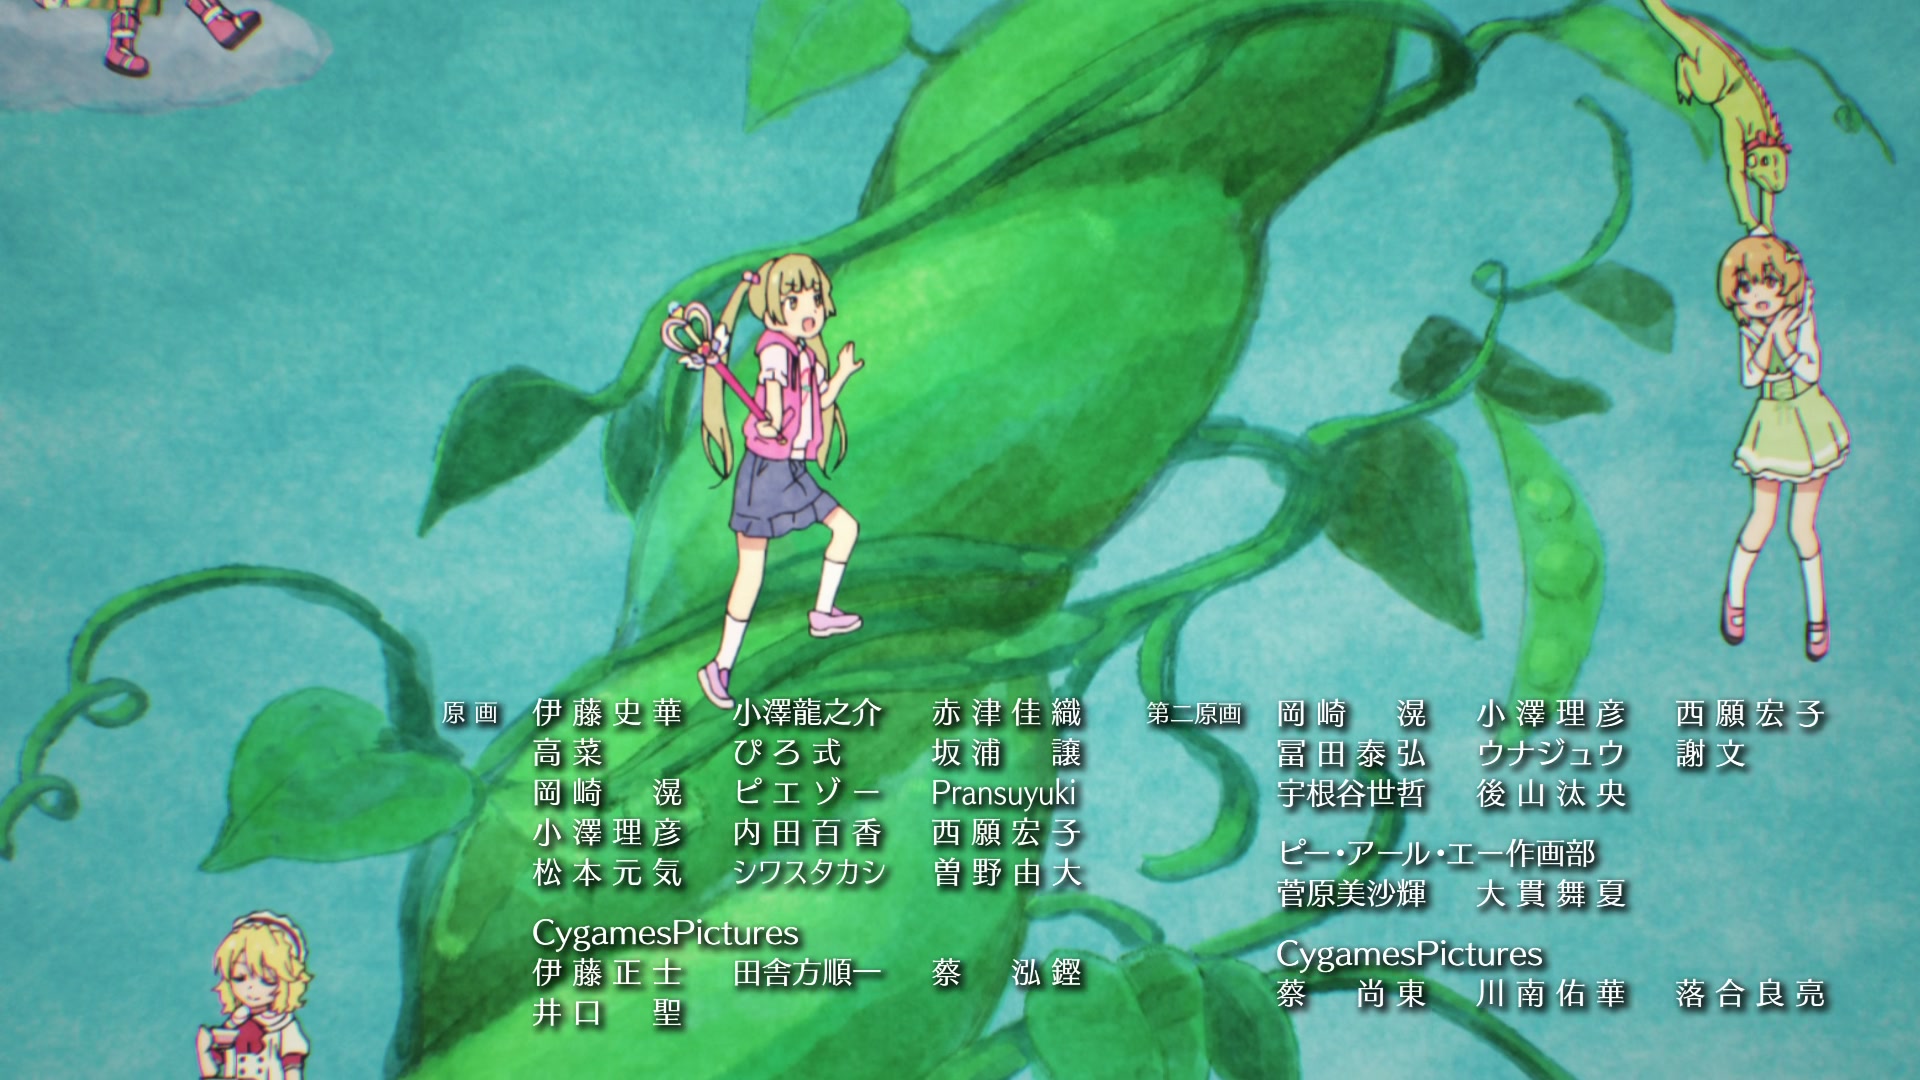 原画 伊藤史華 小澤龍之介 赤津佳織
高菜 ぴろ式 坂浦 譲
岡崎 滉 ピエゾー Pransuyuki
小澤理彦 内田百香 西願宏子
松本元気 シワスタカシ 曽野由大
CygamesPictures
伊藤正士 田舎方順一 蔡 泓鏗
井口 聖
第二原画 岡崎 滉 小澤理彦 西願宏子
冨田泰弘 ウナジュウ 謝文
宇根谷世哲 後山汰央
ピー・アール・エー作画部
菅原美沙輝 大貫舞夏
CygamesPictures
蔡 尚東 川南佑華 落合良亮